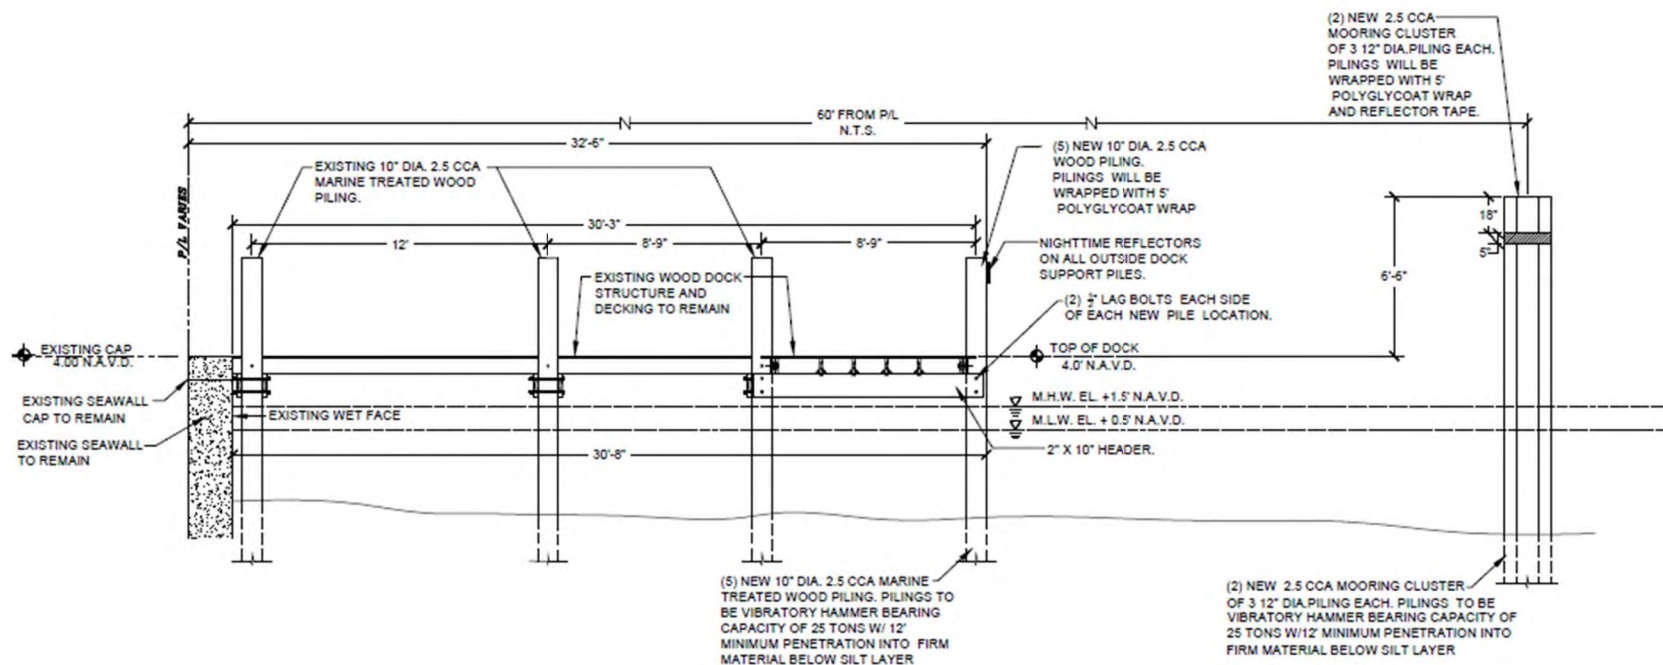 (2) NEW 2.5 CCA
MOORING CLUSTER
OF 3 12" DIA.PILING EACH.
PILINGS WILL BE
WRAPPED WITH 5'
POLYGLYCOAT WRAP
AND REFLECTOR TAPE.
60' FROM P/L
N.T.S.
32'-6"
EXISTING 10" DIA. 2.5 CCA
MARINE TREATED WOOD
PILING.
(5) NEW 10" DIA. 2.5 CCA
WOOD PILING.
PILINGS WILL BE
WRAPPED WITH 5'
POLYGLYCOAT WRAP
P/L VARIES
30'-3"
12'
8'-9"
8'-9"
18"
5"
6'-6"
NIGHTTIME REFLECTORS
ON ALL OUTSIDE DOCK
SUPPORT PILES.
EXISTING WOOD DOCK
STRUCTURE AND
DECKING TO REMAIN
(2) LAG BOLTS EACH SIDE
OF EACH NEW PILE LOCATION.
EXISTING CAP
4.00 N.A.V.D.
TOP OF DOCK
4.0' N.A.V.D.
EXISTING SEAWALL
CAP TO REMAIN
EXISTING WET FACE
M.H.W. EL. +1.5' N.A.V.D.
M.L.W. EL. + 0.5' N.A.V.D.
EXISTING SEAWALL
TO REMAIN
30'-8"
2" X 10" HEADER.
(5) NEW 10" DIA. 2.5 CCA MARINE
TREATED WOOD PILING. PILINGS TO
BE VIBRATORY HAMMER BEARING
CAPACITY OF 25 TONS W/ 12'
MINIMUM PENETRATION INTO FIRM
MATERIAL BELOW SILT LAYER
(2) NEW 2.5 CCA MOORING CLUSTER
OF 3 12" DIA.PILING EACH. PILINGS TO BE
VIBRATORY HAMMER BEARING CAPACITY OF
25 TONS W/12' MINIMUM PENETRATION INTO
FIRM MATERIAL BELOW SILT LAYER